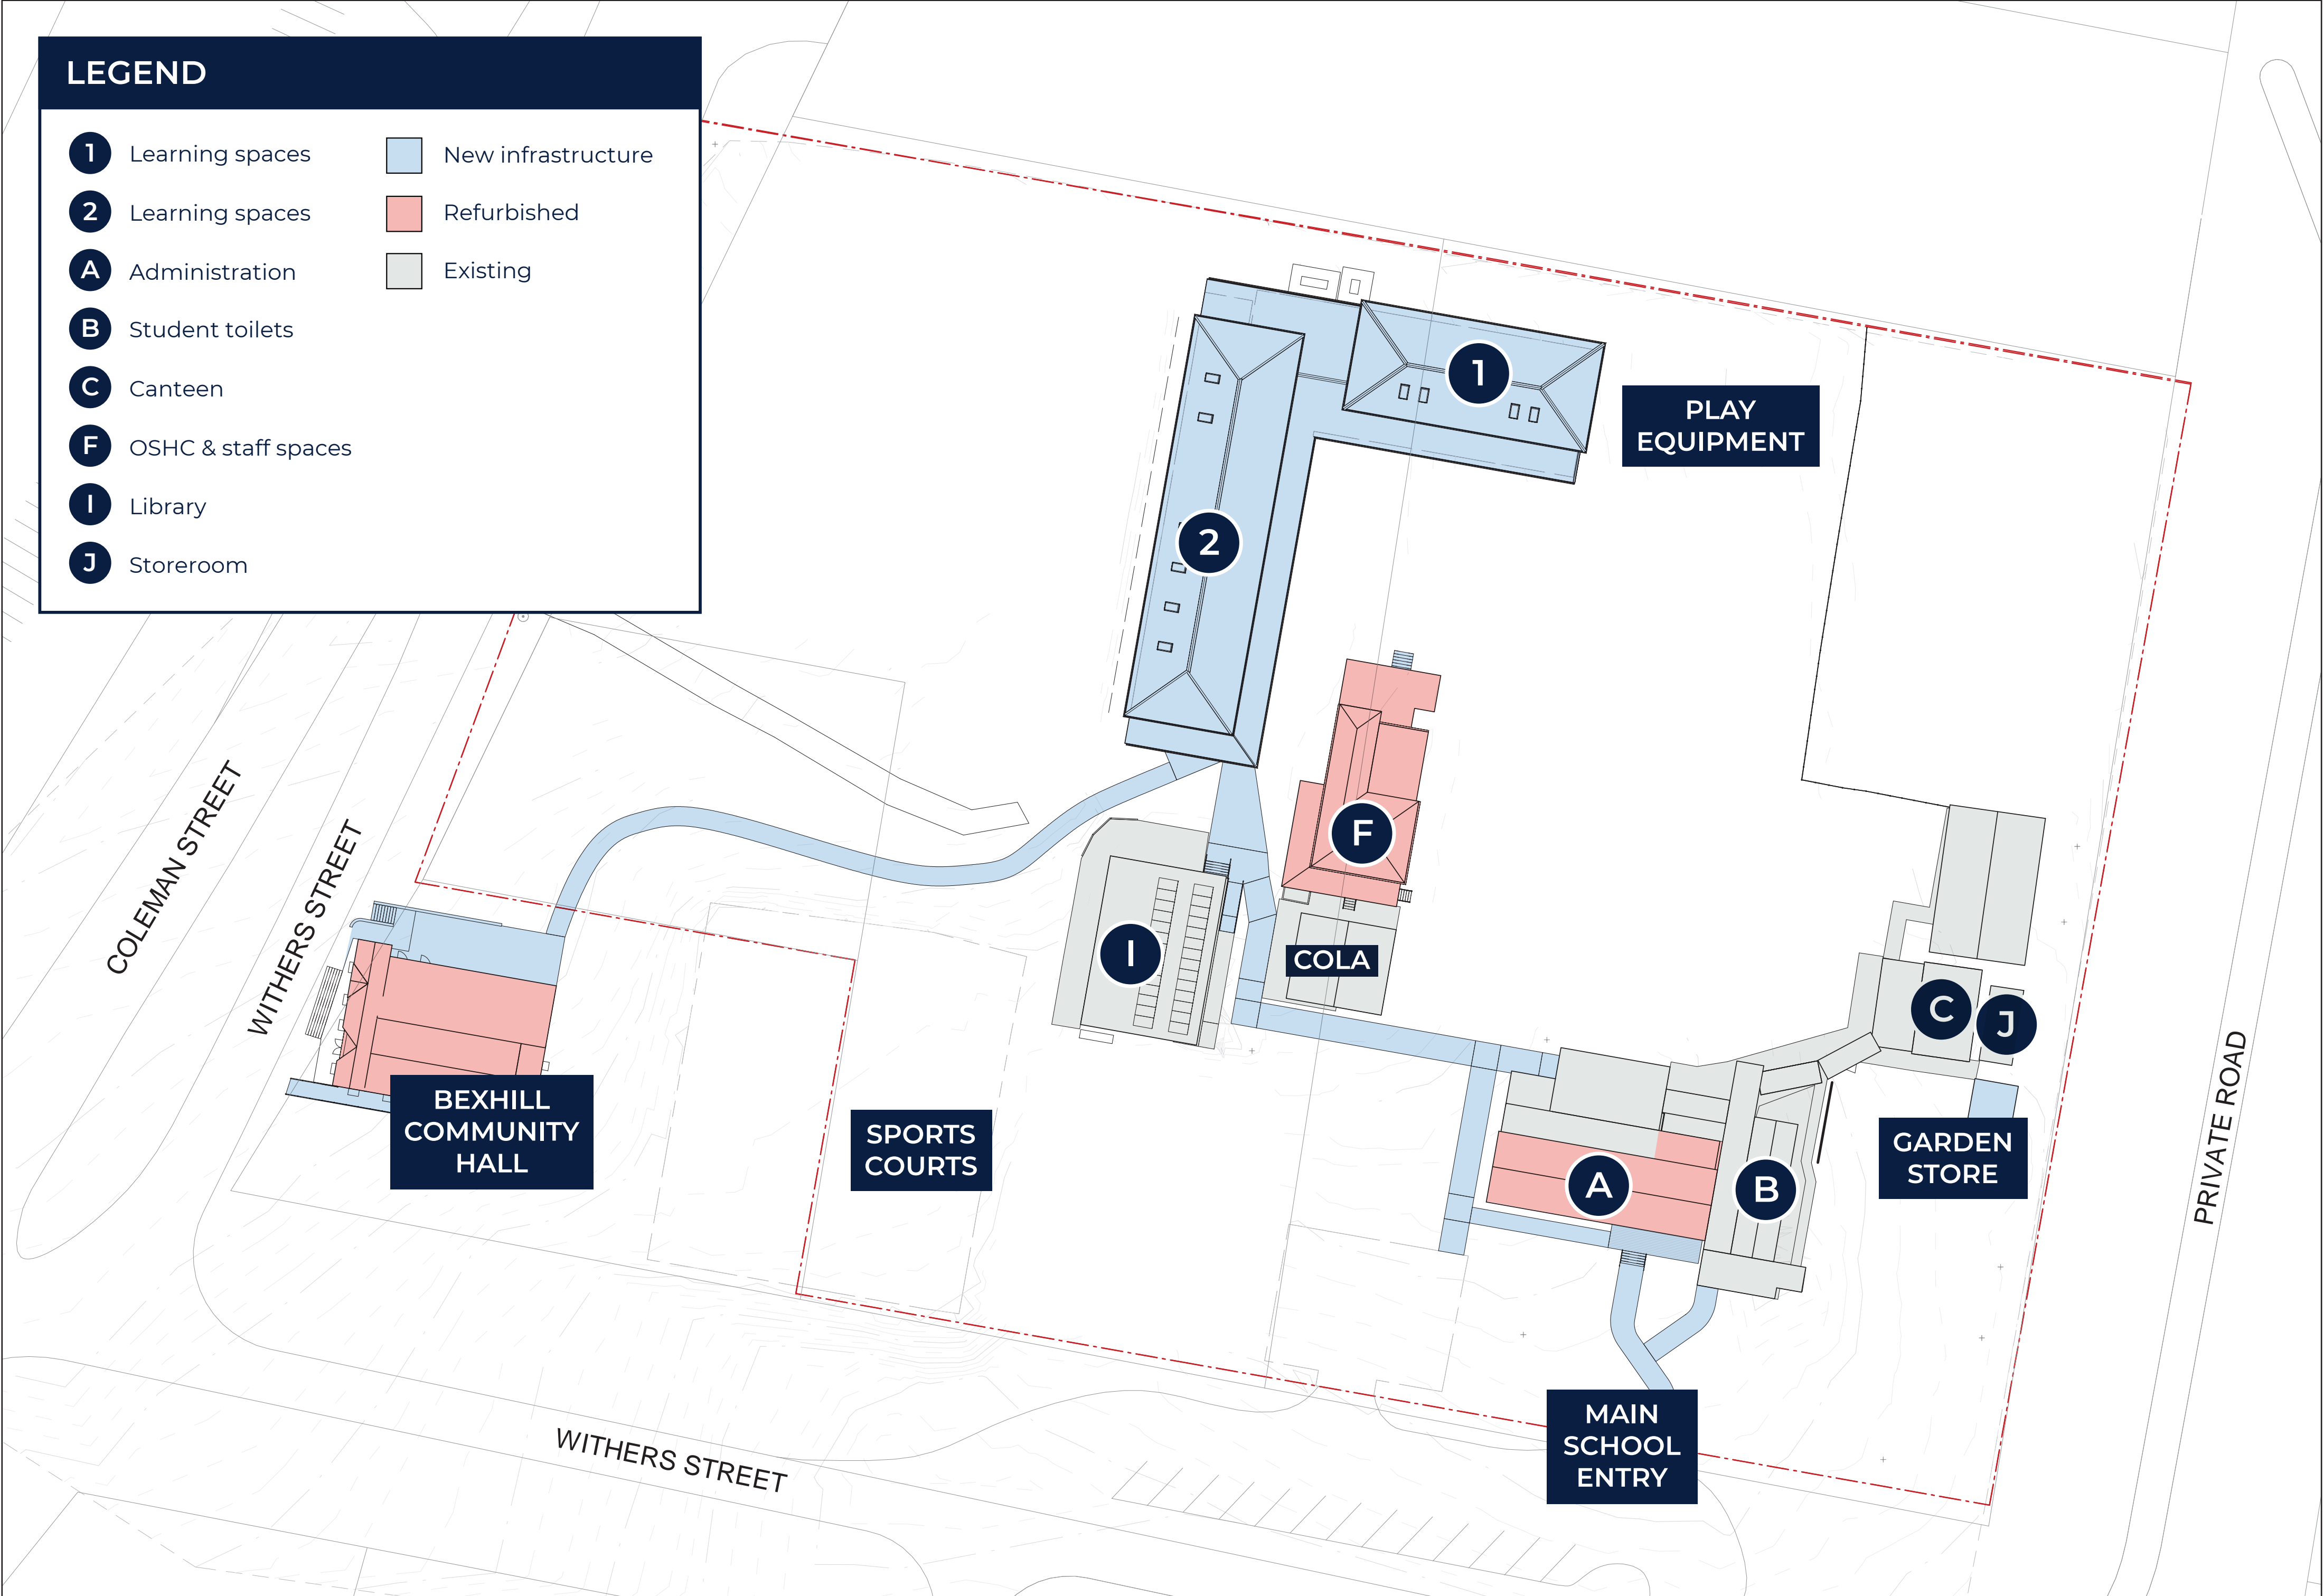 LEGEND
1 Learning spaces
2 Learning spaces
A Administration
B Student toilets
C Canteen
F OSHC & staff spaces
I Library
J Storeroom
New infrastructure
Refurbished
Existing
1
PLAY
EQUIPMENT
2
F
I
COLA
C
J
COLEMAN STREET
WITHERS STREET
BEXHILL
COMMUNITY
HALL
SPORTS
COURTS
A
B
GARDEN
STORE
PRIVATE ROAD
MAIN
SCHOOL
ENTRY
WITHERS STREET